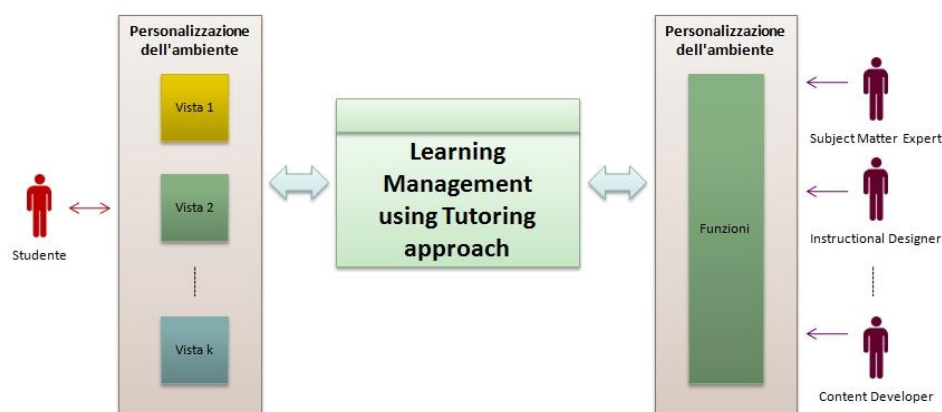 Personalizzazione
dell'ambiente
Vista 1
Vista 2
Vista k
Studente
Learning
Management
using Tutoring
approach
Personalizzazione
dell'ambiente
Funzioni
Subject Matter Expert
Instructional Designer
Content Developer